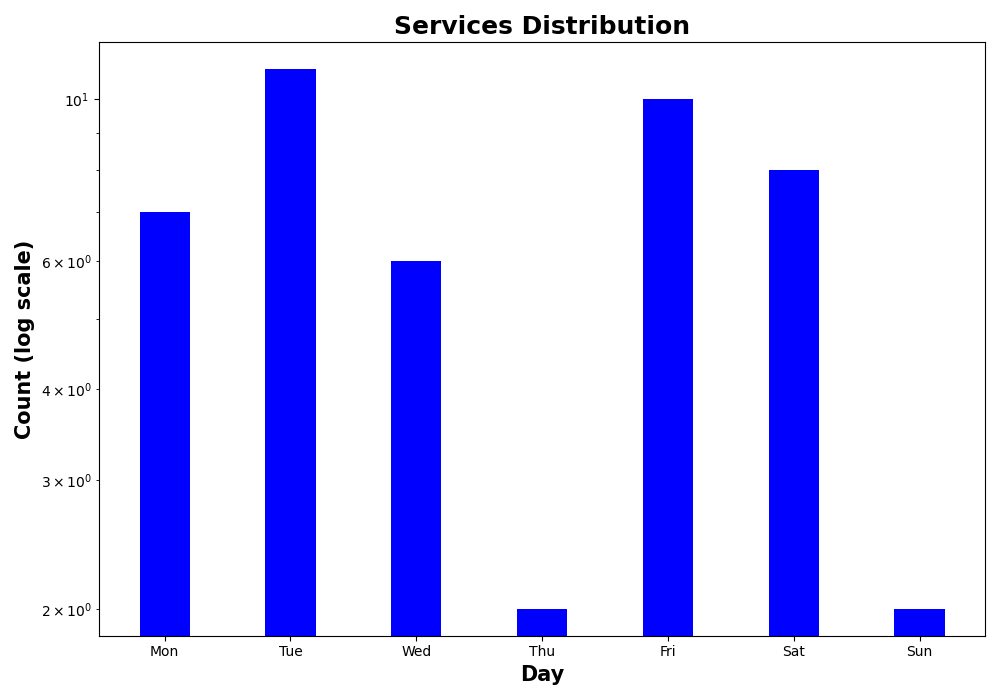 Services Distribution
Count (log scale)
10¹
6 × 10⁰
4 × 10⁰
3 × 10⁰
2 × 10⁰
Mon Tue Wed Thu Fri Sat Sun
Day